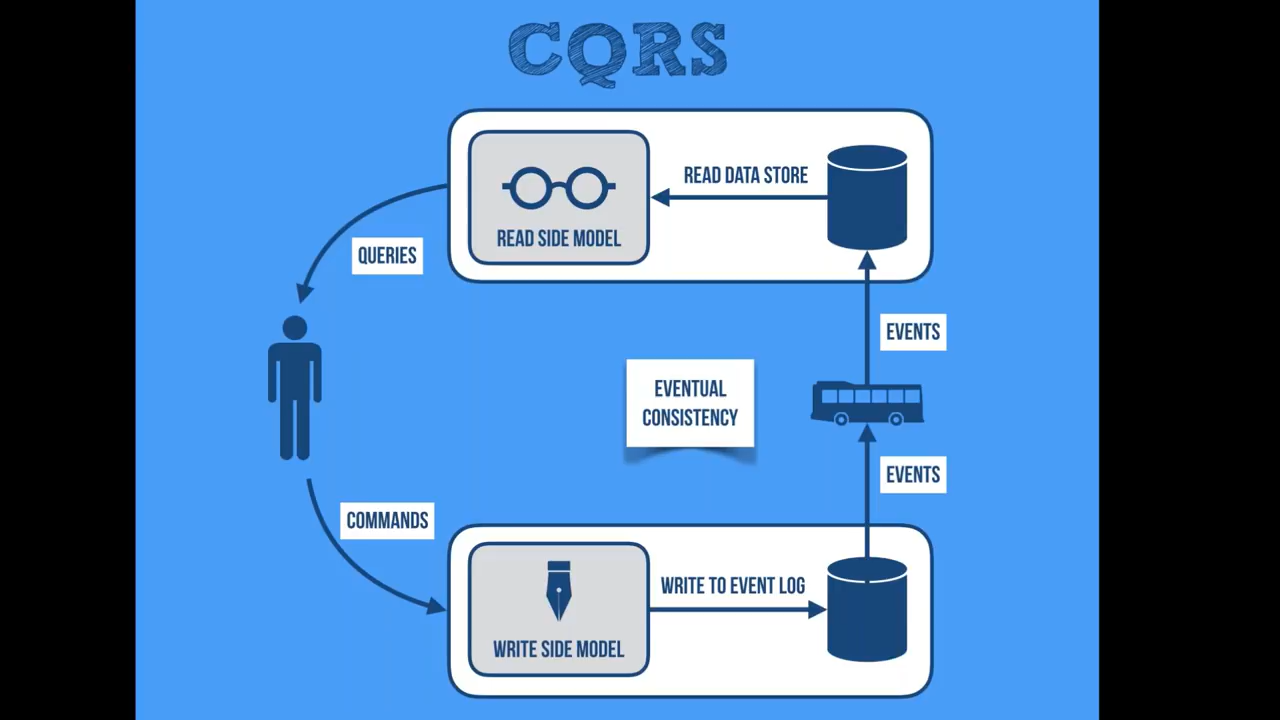 CQRS
READ DATA STORE
READ SIDE MODEL
QUERIES
EVENTS
EVENTUAL
CONSISTENCY
EVENTS
COMMANDS
WRITE TO EVENT LOG
WRITE SIDE MODEL